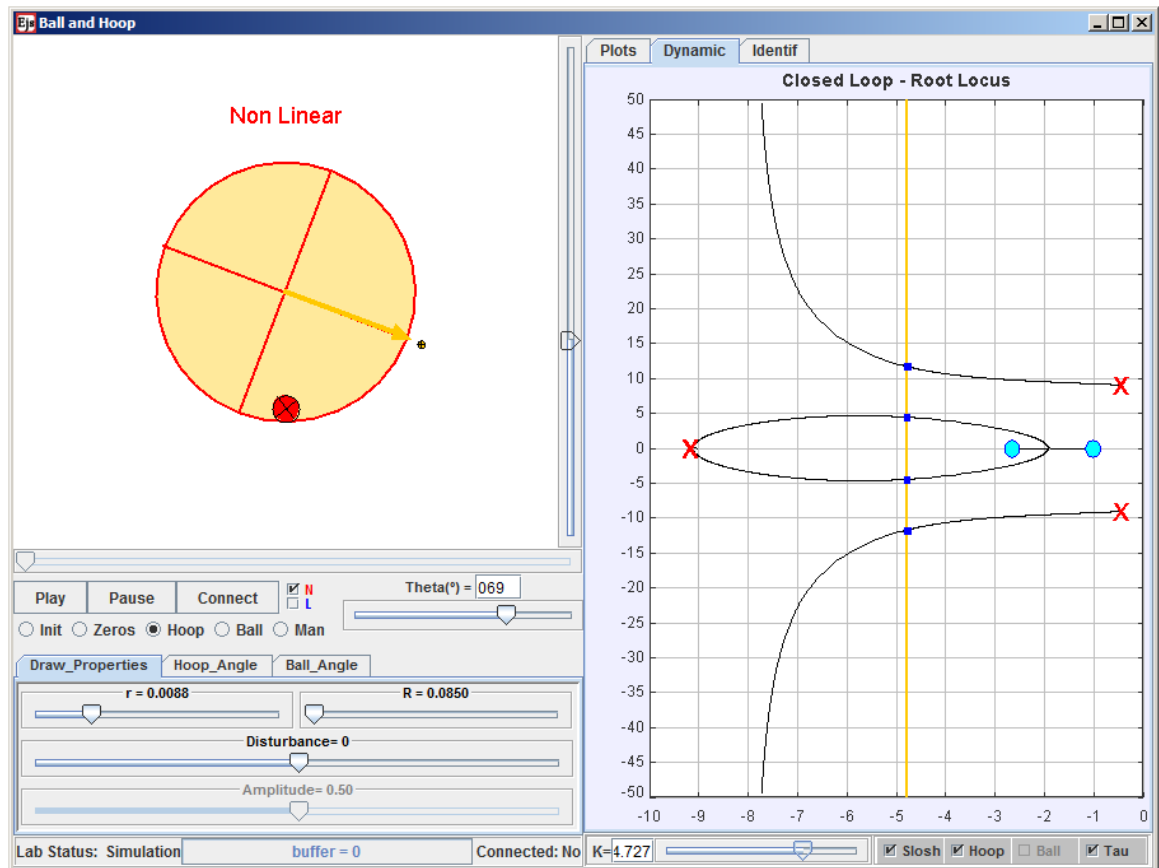 Ejs Ball and Hoop
Non Linear
Play Pause Connect N
L
Theta(º) = 069
Init Zeros Hoop Ball Man
Draw_Properties Hoop_Angle Ball_Angle
r = 0.0088 R = 0.0850
Disturbance= 0
Amplitude= 0.50
Lab Status: Simulation buffer = 0 Connected: No
Plots Dynamic Identif
Closed Loop - Root Locus
50
45
40
35
30
25
20
15
10
5
0
-5
-10
-15
-20
-25
-30
-35
-40
-45
-50
-10 -9 -8 -7 -6 -5 -4 -3 -2 -1 0
K= 4.727 Slosh Hoop Ball Tau